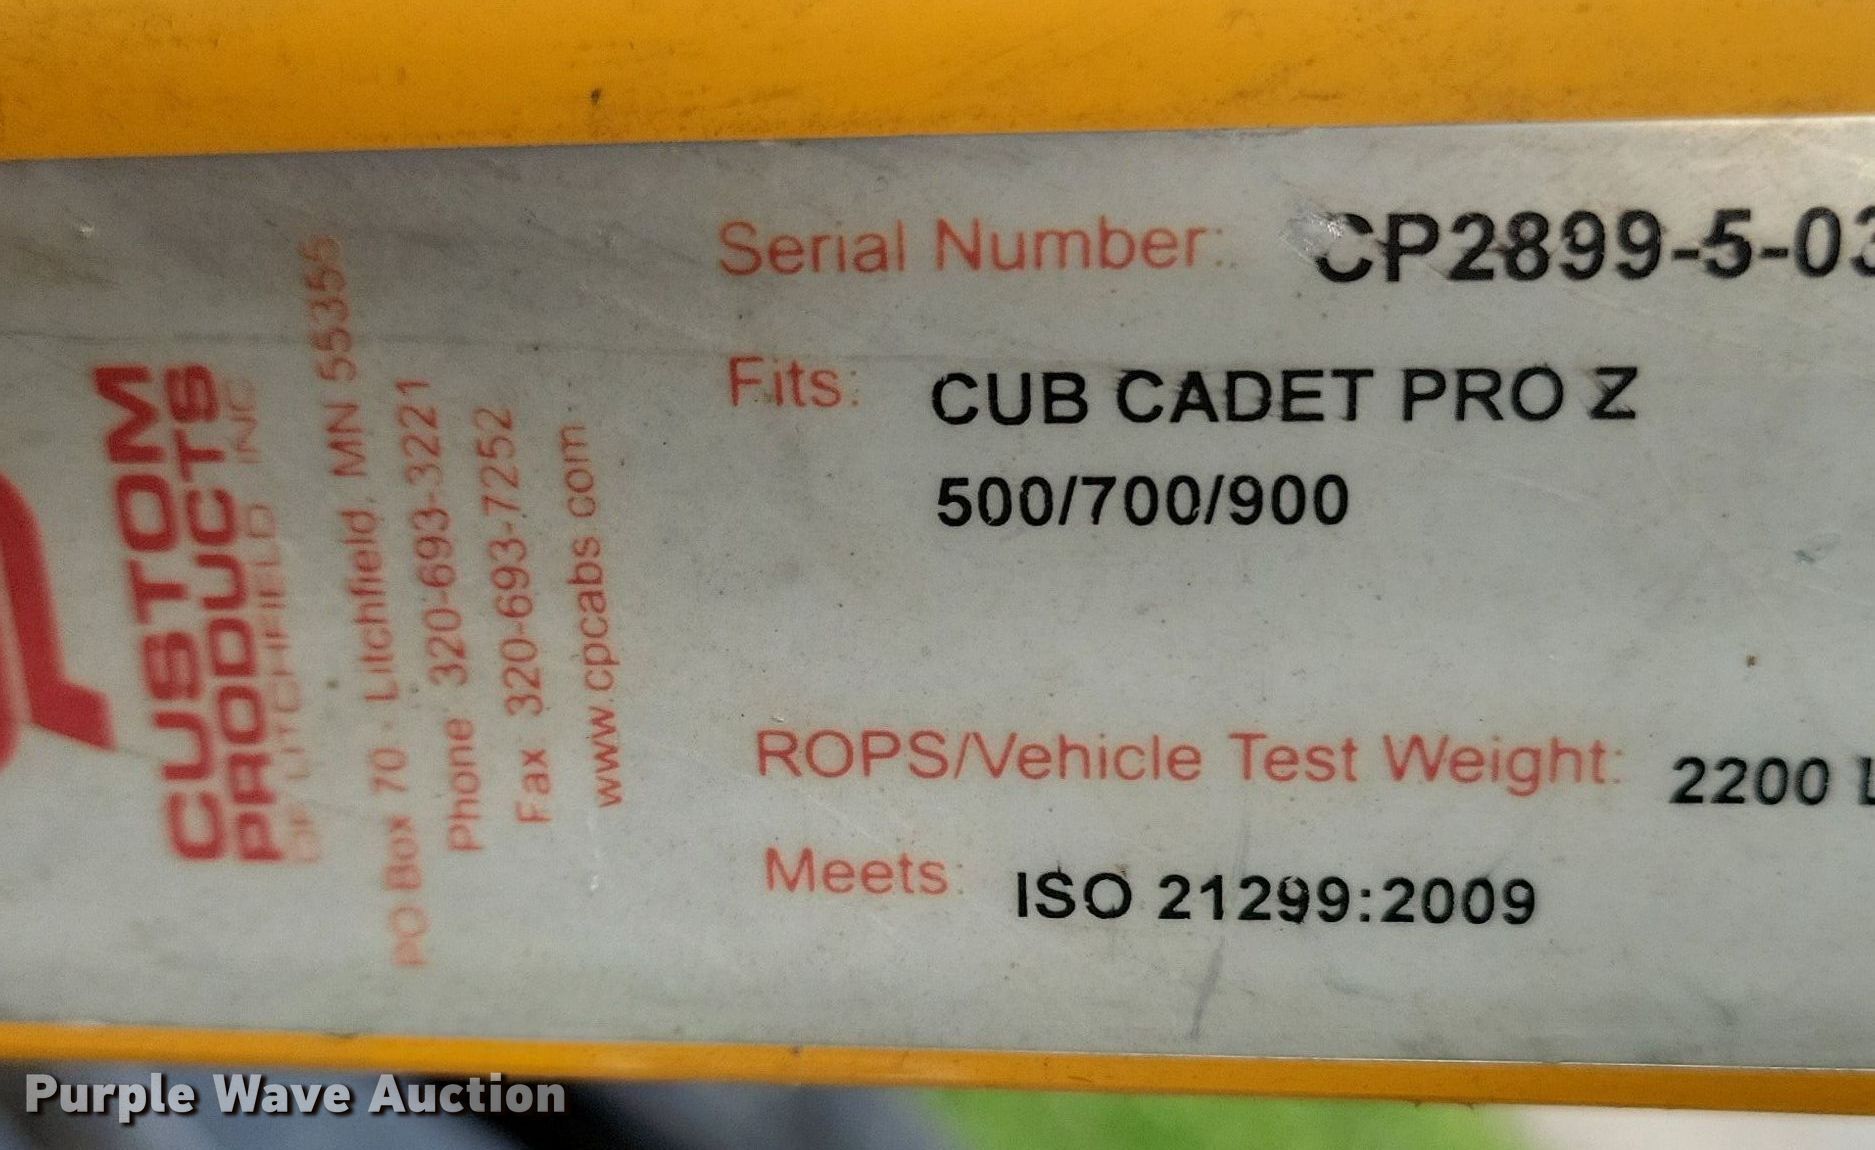 CUSTOM
PRODUCTS
OF LITCHFIELD INC
PO Box 70 · Litchfield, MN 55355
Phone 320-693-3221
Fax 320-693-7252
www.cpcabs.com
Serial Number: CP2899-5-03
Fits: CUB CADET PRO Z
500/700/900
ROPS/Vehicle Test Weight: 2200 L
Meets: ISO 21299:2009
Purple Wave Auction